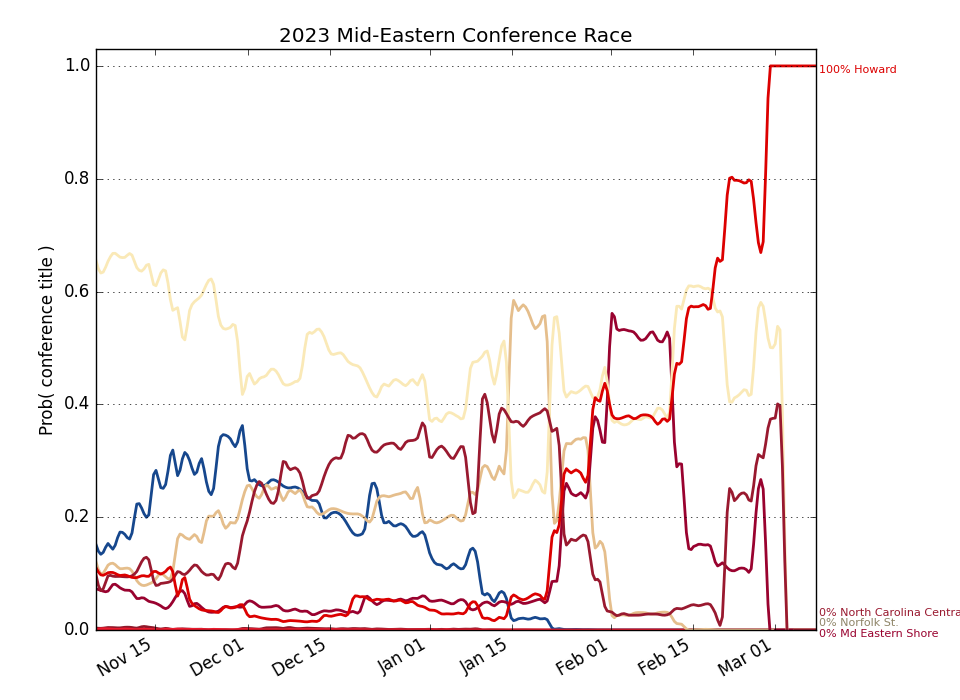 2023 Mid-Eastern Conference Race
Prob( conference title )
1.0
0.8
0.6
0.4
0.2
0.0
Nov 15
Dec 01
Dec 15
Jan 01
Jan 15
Feb 01
Feb 15
Mar 01
100% Howard
0% North Carolina Centra
0% Norfolk St.
0% Md Eastern Shore